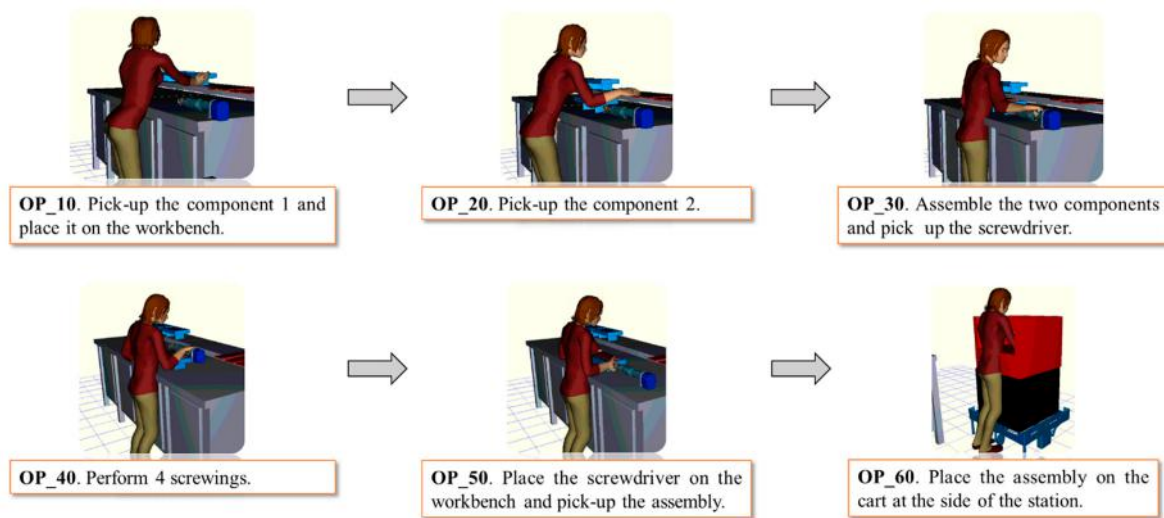 OP_10. Pick-up the component 1 and
place it on the workbench.
OP_20. Pick-up the component 2.
OP_30. Assemble the two components
and pick up the screwdriver.
OP_40. Perform 4 screwings.
OP_50. Place the screwdriver on the
workbench and pick-up the assembly.
OP_60. Place the assembly on the
cart at the side of the station.